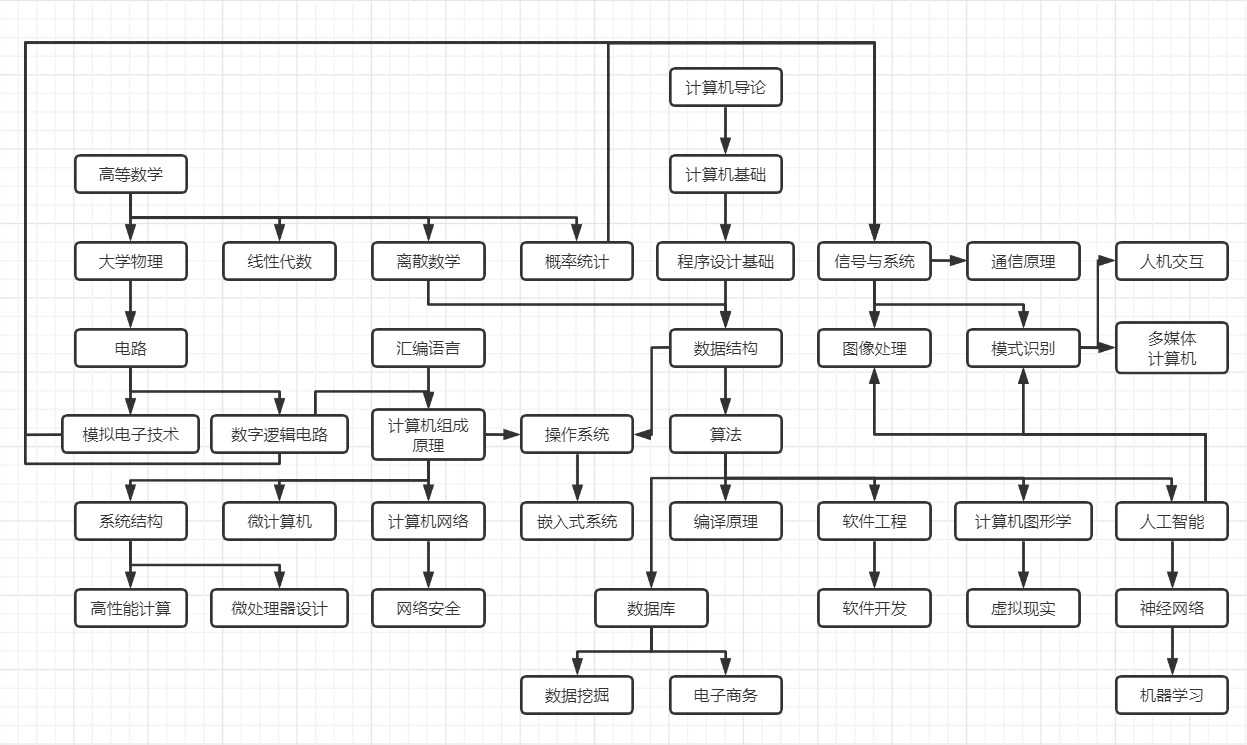 计算机导论
高等数学
计算机基础
大学物理
线性代数
离散数学
概率统计
程序设计基础
信号与系统
通信原理
人机交互
电路
汇编语言
数据结构
图像处理
模式识别
多媒体
计算机
模拟电子技术
数字逻辑电路
计算机组成
原理
操作系统
算法
系统结构
微计算机
计算机网络
嵌入式系统
编译原理
软件工程
计算机图形学
人工智能
高性能计算
微处理器设计
网络安全
数据库
软件开发
虚拟现实
神经网络
数据挖掘
电子商务
机器学习